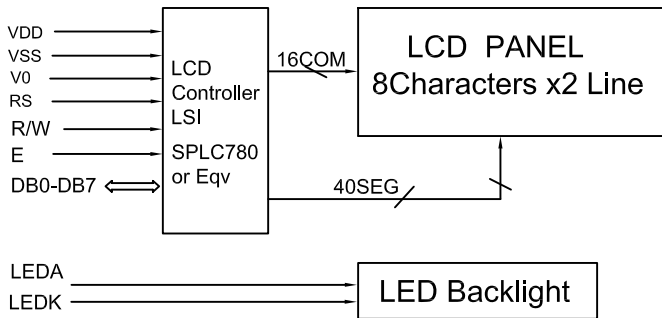 VDD
VSS
V0
RS
R/W
E
DB0-DB7
LCD
Controller
LSI
SPLC780
or Eqv
16COM
40SEG
LCD PANEL
8Characters x2 Line
LEDA
LEDK
LED Backlight